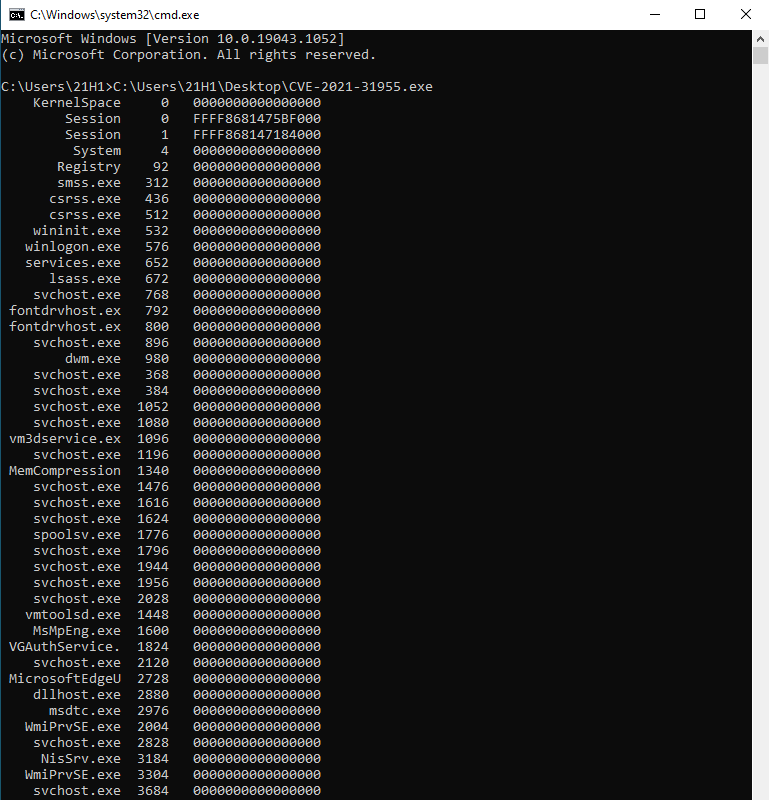 C:\Windows\system32\cmd.exe
Microsoft Windows [Version 10.0.19043.1052]
(c) Microsoft Corporation. All rights reserved.
C:\Users\21H1>C:\Users\21H1\Desktop\CVE-2021-31955.exe
KernelSpace 0 0000000000000000
Session 0 FFFF8681475BF000
Session 1 FFFF868147184000
System 4 0000000000000000
Registry 92 0000000000000000
smss.exe 312 0000000000000000
csrss.exe 436 0000000000000000
csrss.exe 512 0000000000000000
wininit.exe 532 0000000000000000
winlogon.exe 576 0000000000000000
services.exe 652 0000000000000000
lsass.exe 672 0000000000000000
svchost.exe 768 0000000000000000
fontdrvhost.ex 792 0000000000000000
fontdrvhost.ex 800 0000000000000000
svchost.exe 896 0000000000000000
dwm.exe 980 0000000000000000
svchost.exe 368 0000000000000000
svchost.exe 384 0000000000000000
svchost.exe 1052 0000000000000000
svchost.exe 1080 0000000000000000
vm3dservice.ex 1096 0000000000000000
svchost.exe 1196 0000000000000000
MemCompression 1340 0000000000000000
svchost.exe 1476 0000000000000000
svchost.exe 1616 0000000000000000
svchost.exe 1624 0000000000000000
spoolsv.exe 1776 0000000000000000
svchost.exe 1796 0000000000000000
svchost.exe 1944 0000000000000000
svchost.exe 1956 0000000000000000
svchost.exe 2028 0000000000000000
vmtoolsd.exe 1448 0000000000000000
MsMpEng.exe 1600 0000000000000000
VGAuthService. 1824 0000000000000000
svchost.exe 2120 0000000000000000
MicrosoftEdgeU 2728 0000000000000000
dllhost.exe 2880 0000000000000000
msdtc.exe 2976 0000000000000000
WmiPrvSE.exe 2004 0000000000000000
svchost.exe 2828 0000000000000000
NisSrv.exe 3184 0000000000000000
WmiPrvSE.exe 3304 0000000000000000
svchost.exe 3684 0000000000000000